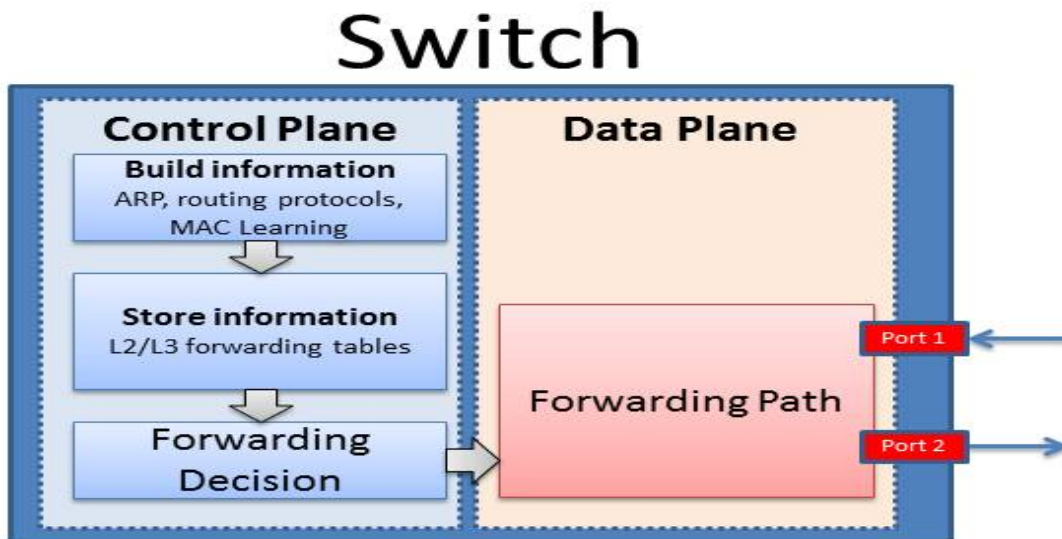 Switch
Control Plane
Build information
ARP, routing protocols,
MAC Learning
Store information
L2/L3 forwarding tables
Forwarding
Decision
Data Plane
Forwarding Path
Port 1
Port 2